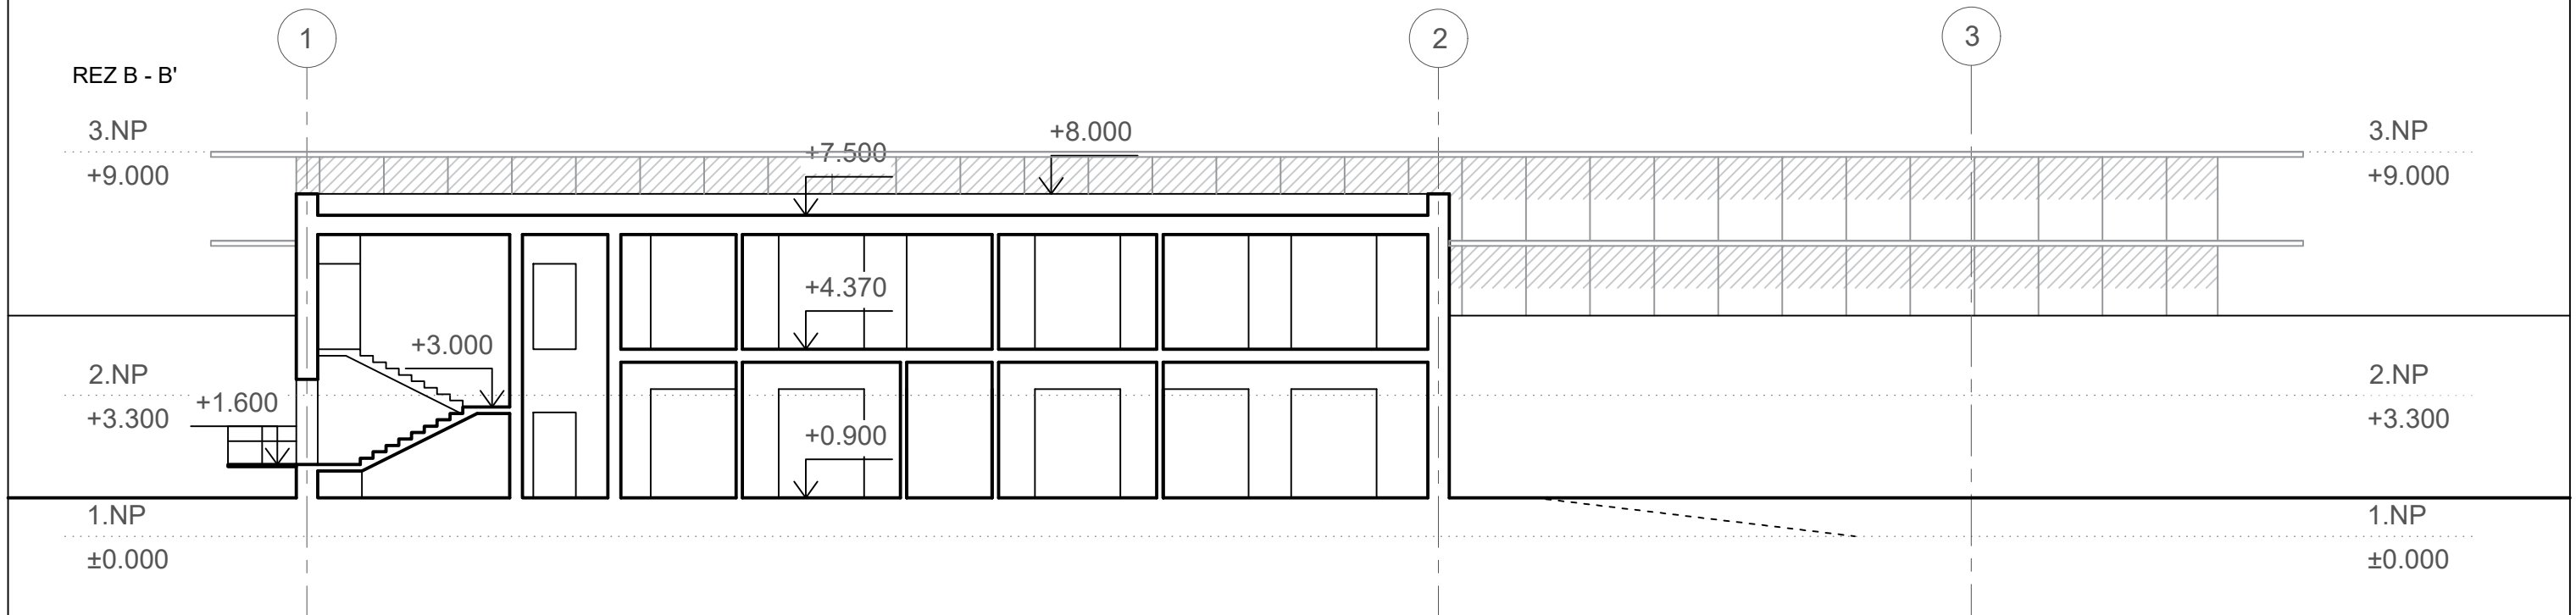 1
2
3
REZ B - B'
3.NP
+9.000
+7.500
+8.000
3.NP
+9.000
+4.370
+3.000
2.NP
+3.300
+1.600
+0.900
2.NP
+3.300
1.NP
±0.000
1.NP
±0.000